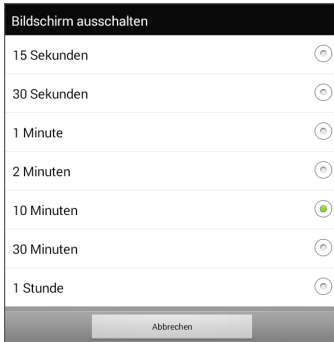 Bildschirm ausschalten
15 Sekunden
30 Sekunden
1 Minute
2 Minuten
10 Minuten
30 Minuten
1 Stunde
Abbrechen